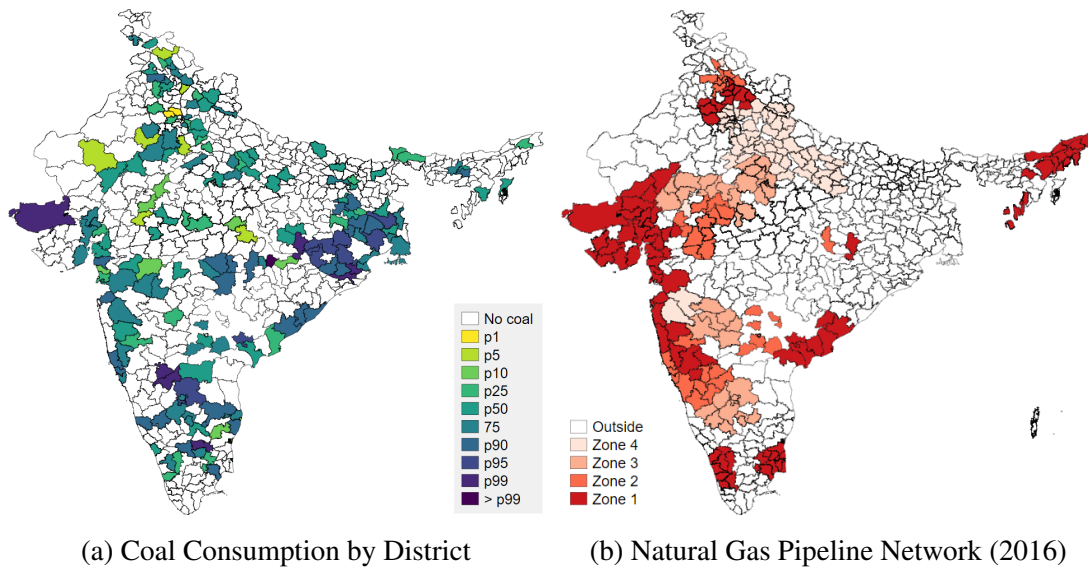 No coal
p1
p5
p10
p25
p50
75
p90
p95
p99
> p99
Outside
Zone 4
Zone 3
Zone 2
Zone 1
(a) Coal Consumption by District
(b) Natural Gas Pipeline Network (2016)